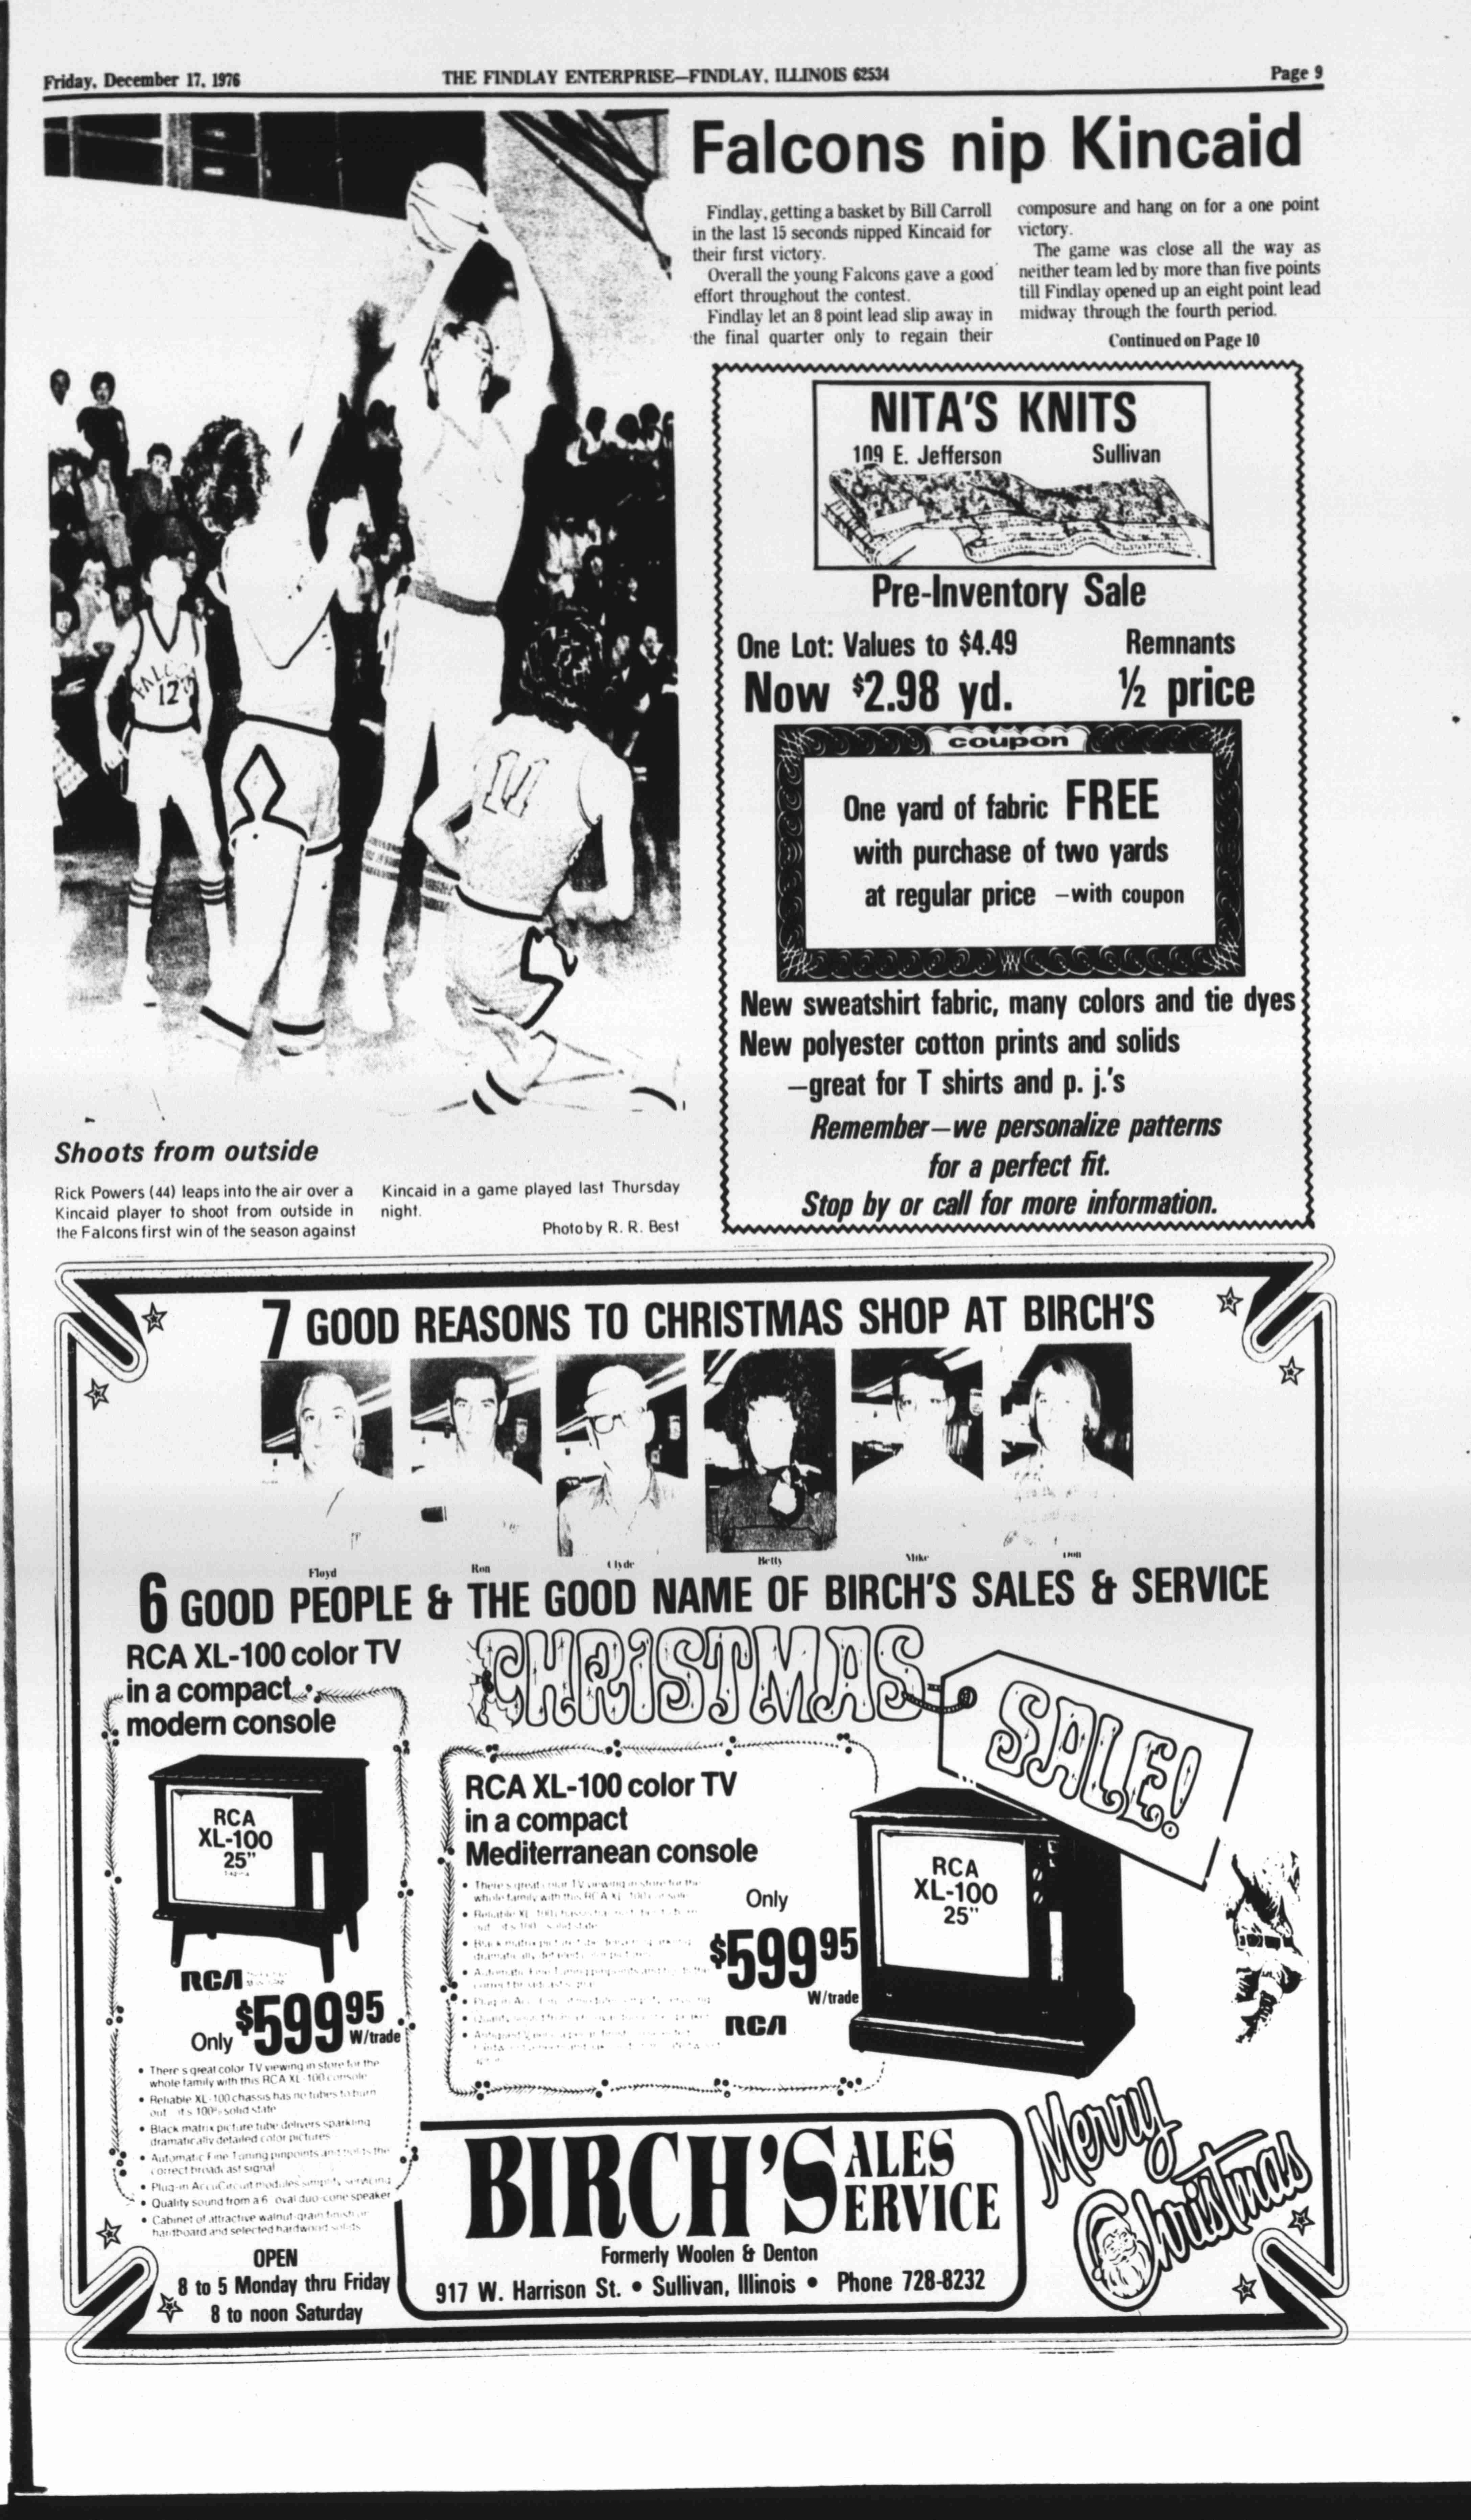 Friday, December 17, 1976
THE FINDLAY ENTERPRISE—FINDLAY, ILLINOIS 62534
Page 9
Falcons nip Kincaid
Findlay, getting a basket by Bill Carroll
in the last 15 seconds nipped Kincaid for
their first victory.
Overall the young Falcons gave a good
effort throughout the contest.
Findlay let an 8 point lead slip away in
the final quarter only to regain their
composure and hang on for a one point
victory.
The game was close all the way as
neither team led by more than five points
till Findlay opened up an eight point lead
midway through the fourth period.
Continued on Page 10
12
Shoots from outside
Rick Powers (44) leaps into the air over a
Kincaid player to shoot from outside in
the Falcons first win of the season against
Kincaid in a game played last Thursday
night.
Photo by R. R. Best
NITA'S KNITS
109 E. Jefferson Sullivan
Pre-Inventory Sale
One Lot: Values to $4.49
Now $2.98 yd.
Remnants
½ price
coupon
One yard of fabric FREE
with purchase of two yards
at regular price —with coupon
New sweatshirt fabric, many colors and tie dyes
New polyester cotton prints and solids
—great for T shirts and p. j.'s
Remember—we personalize patterns
for a perfect fit.
Stop by or call for more information.
7 GOOD REASONS TO CHRISTMAS SHOP AT BIRCH'S
Floyd
Ron
Clyde
Betty
Mike
Don
6 GOOD PEOPLE & THE GOOD NAME OF BIRCH'S SALES & SERVICE
RCA XL-100 color TV
in a compact
modern console
RCA
XL-100
25"
RCA
Only $599 95
W/trade
• There's great color TV viewing in store for the
whole family with this RCA XL-100 console
• Reliable XL-100 chassis has no tubes to burn
out it's 100% solid state
• Black matrix picture tube delivers sparkling
dramatically detailed color pictures
• Automatic Fine Tuning pinpoints and holds the
correct broadcast signal
• Plug-in AccuCircuit modules simplify servicing
• Quality sound from a 6 oval duo-cone speaker
• Cabinet of attractive walnut-grain finish on
hardboard and selected hardwood solids
OPEN
8 to 5 Monday thru Friday
8 to noon Saturday
CHRISTMAS
SALE!
RCA XL-100 color TV
in a compact
Mediterranean console
• There's great color TV viewing in store for the
whole family with this RCA XL-100 console
Only
$599 95
W/trade
RCA
RCA
XL-100
25"
BIRCH'S SALES
SERVICE
Formerly Woolen & Denton
917 W. Harrison St. • Sullivan, Illinois • Phone 728-8232
Merry
Christmas